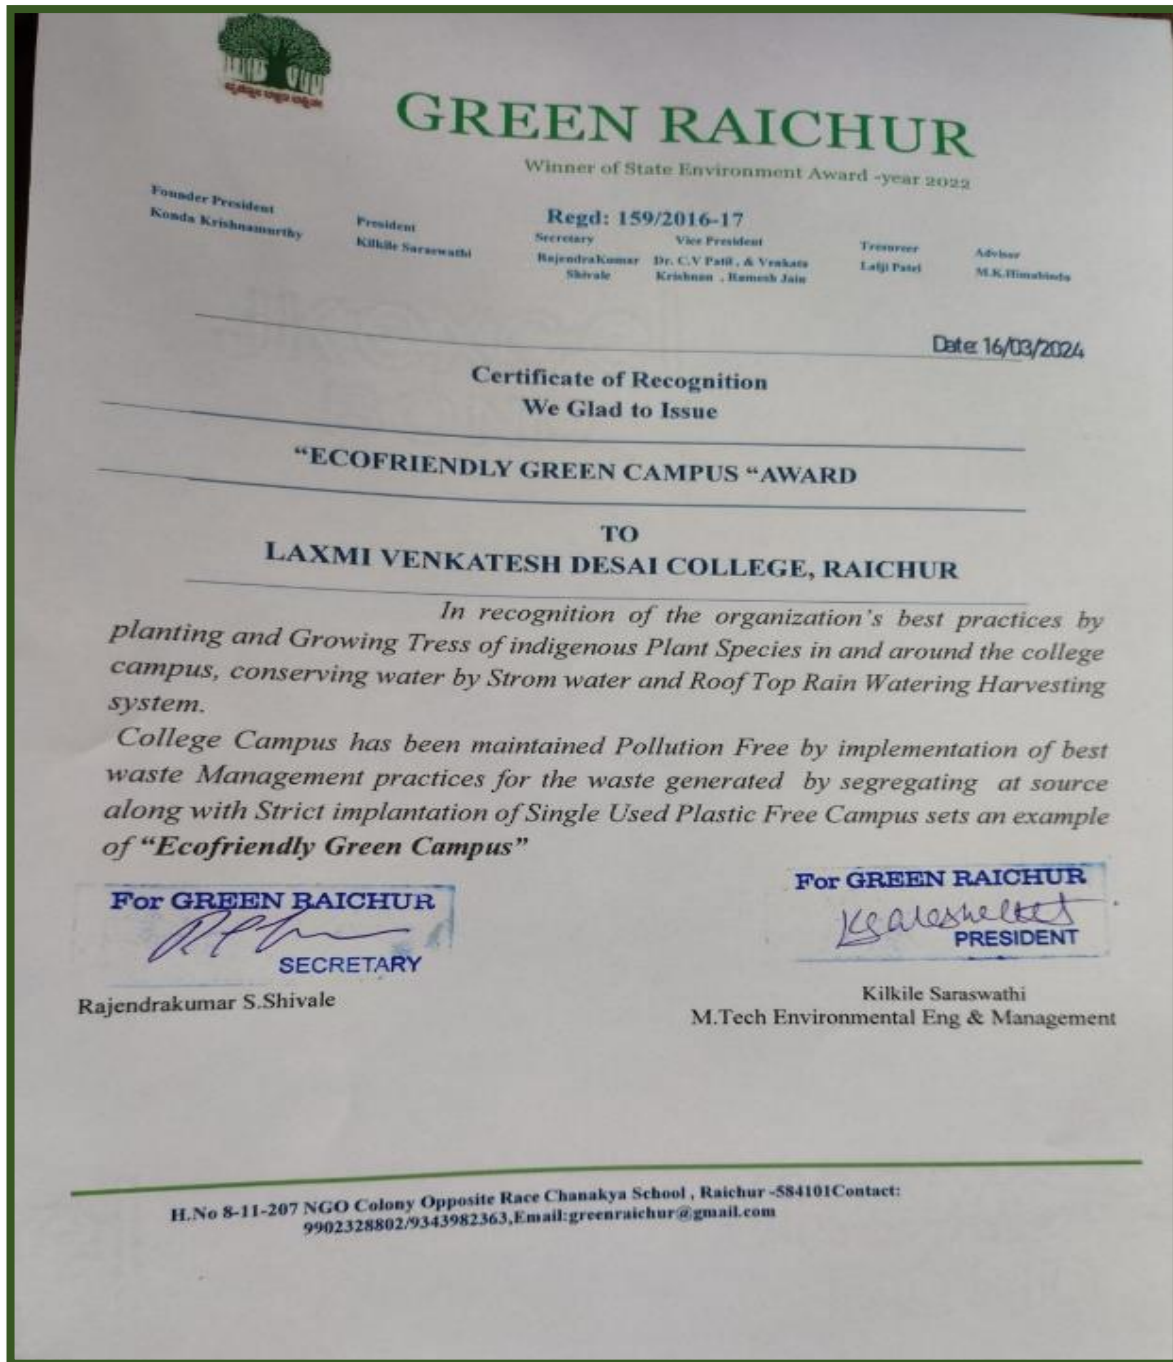 GREEN RAICHUR
Winner of State Environment Award -year 2022
Founder President
Konda Krishnamurthy
President
Kilkile Saraswathi
Regd: 159/2016-17
Secretary
RajendraKumar
Shivale
Vice President
Dr. C.V Patil , & Venkata
Krishnan , Ramesh Jain
Tresureer
Lalji Patel
Advisor
M.K.Himabindu
Date: 16/03/2024
Certificate of Recognition
We Glad to Issue
“ECOFRIENDLY GREEN CAMPUS “AWARD
TO
LAXMI VENKATESH DESAI COLLEGE, RAICHUR
In recognition of the organization’s best practices by
planting and Growing Tress of indigenous Plant Species in and around the college
campus, conserving water by Strom water and Roof Top Rain Watering Harvesting
system.
College Campus has been maintained Pollution Free by implementation of best
waste Management practices for the waste generated by segregating at source
along with Strict implantation of Single Used Plastic Free Campus sets an example
of “Ecofriendly Green Campus”
For GREEN RAICHUR
SECRETARY
Rajendrakumar S.Shivale
For GREEN RAICHUR
PRESIDENT
Kilkile Saraswathi
M.Tech Environmental Eng & Management
H.No 8-11-207 NGO Colony Opposite Race Chanakya School , Raichur -584101Contact:
9902328802/9343982363,Email:greenraichur@gmail.com